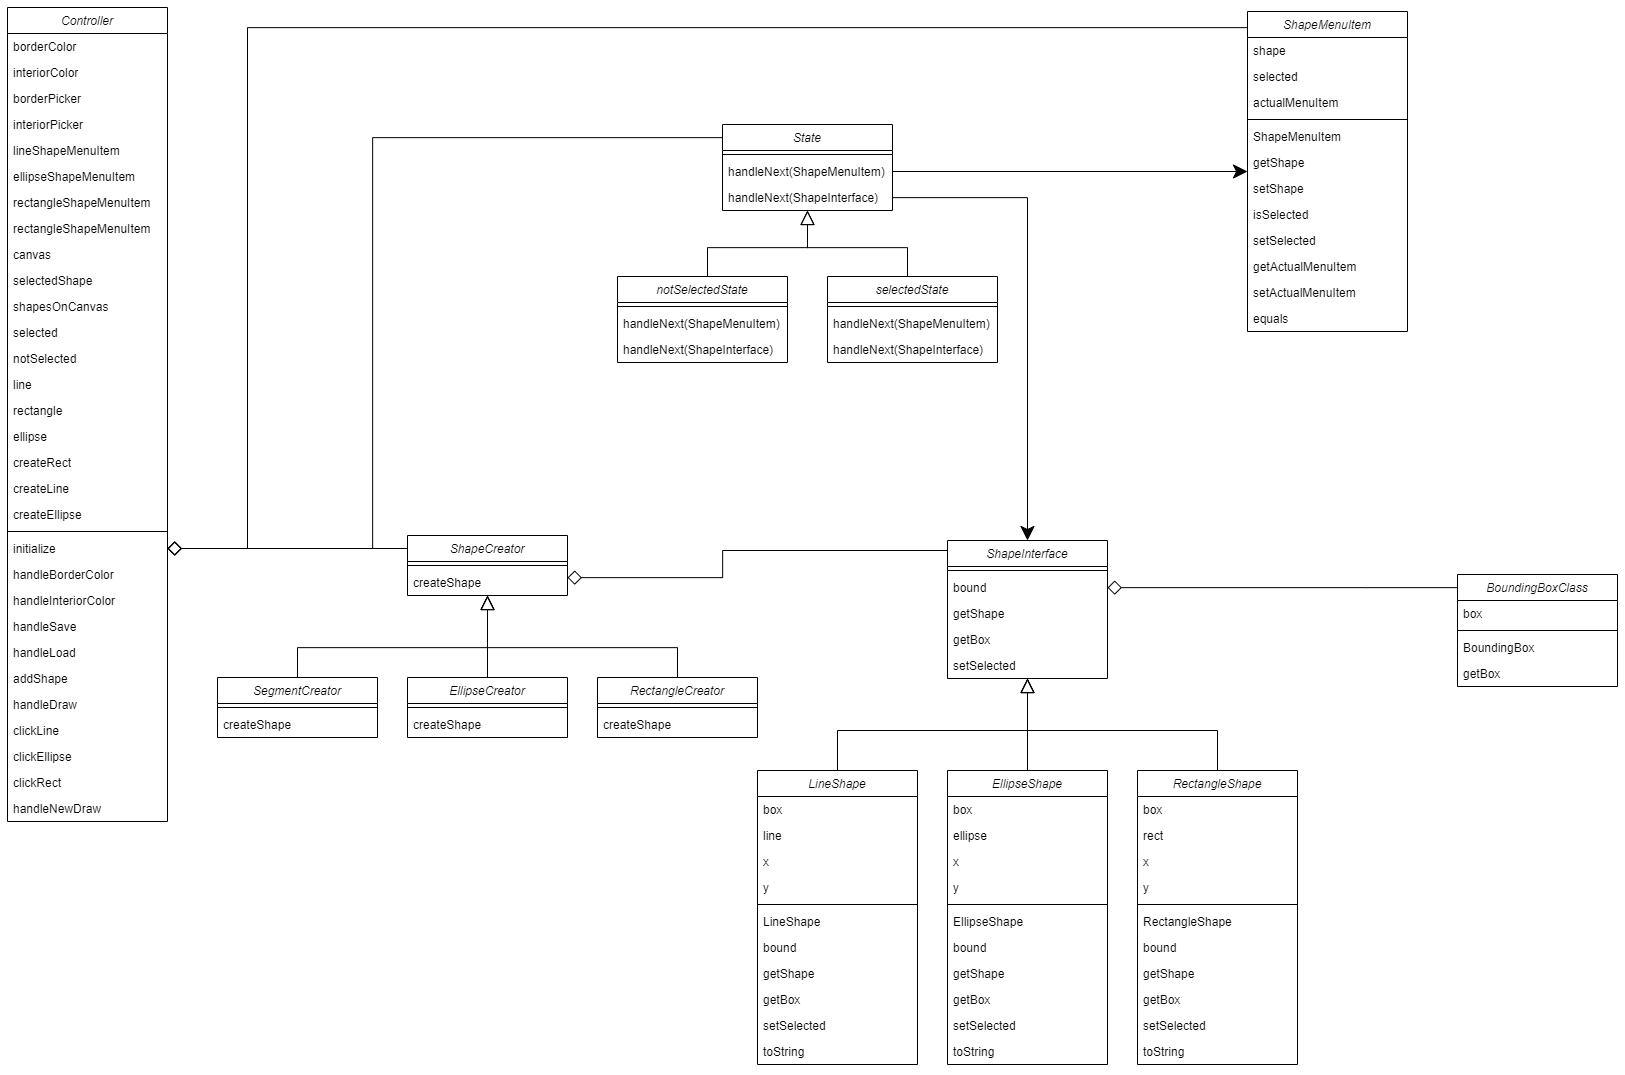 Controller
borderColor
interiorColor
borderPicker
interiorPicker
lineShapeMenuItem
ellipseShapeMenuItem
rectangleShapeMenuItem
rectangleShapeMenuItem
canvas
selectedShape
shapesOnCanvas
selected
notSelected
line
rectangle
ellipse
createRect
createLine
createEllipse
initialize
handleBorderColor
handleInteriorColor
handleSave
handleLoad
addShape
handleDraw
clickLine
clickEllipse
clickRect
handleNewDraw
ShapeMenuItem
shape
selected
actualMenuItem
ShapeMenuItem
getShape
setShape
isSelected
setSelected
getActualMenuItem
setActualMenuItem
equals
State
handleNext(ShapeMenuItem)
handleNext(ShapeInterface)
notSelectedState
handleNext(ShapeMenuItem)
handleNext(ShapeInterface)
selectedState
handleNext(ShapeMenuItem)
handleNext(ShapeInterface)
ShapeCreator
createShape
SegmentCreator
createShape
EllipseCreator
createShape
RectangleCreator
createShape
ShapeInterface
bound
getShape
getBox
setSelected
BoundingBoxClass
box
BoundingBox
getBox
LineShape
box
line
x
y
LineShape
bound
getShape
getBox
setSelected
toString
EllipseShape
box
ellipse
x
y
EllipseShape
bound
getShape
getBox
setSelected
toString
RectangleShape
box
rect
x
y
RectangleShape
bound
getShape
getBox
setSelected
toString